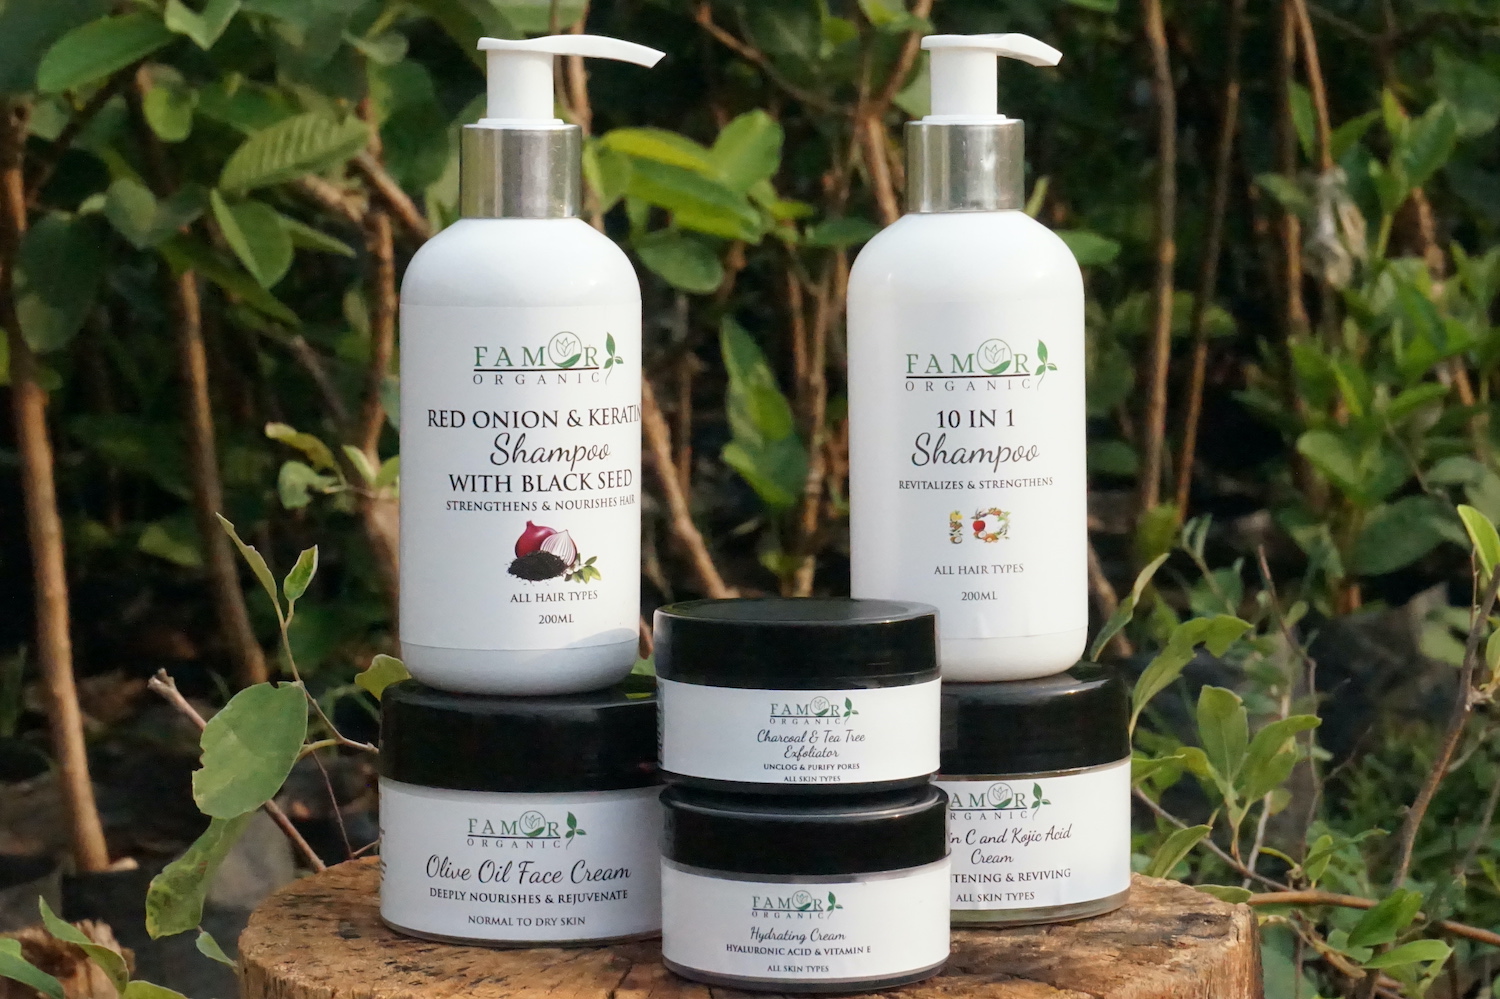 FAMOR
ORGANIC
RED ONION & KERATIN
Shampoo
WITH BLACK SEED
STRENGTHENS & NOURISHES HAIR
ALL HAIR TYPES
200ML
FAMOR
ORGANIC
10 IN 1
Shampoo
REVITALIZES & STRENGTHENS
10
ALL HAIR TYPES
200ML
FAMOR
ORGANIC
Charcoal & Tea Tree
Exfoliator
UNCLOG & PURIFY PORES
ALL SKIN TYPES
FAMOR
ORGANIC
Olive Oil Face Cream
DEEPLY NOURISHES & REJUVENATE
NORMAL TO DRY SKIN
FAMOR
ORGANIC
Hydrating Cream
HYALURONIC ACID & VITAMIN E
ALL SKIN TYPES
AMOR
ORGANIC
in C and Kojic Acid
Cream
TENING & REVIVING
ALL SKIN TYPES